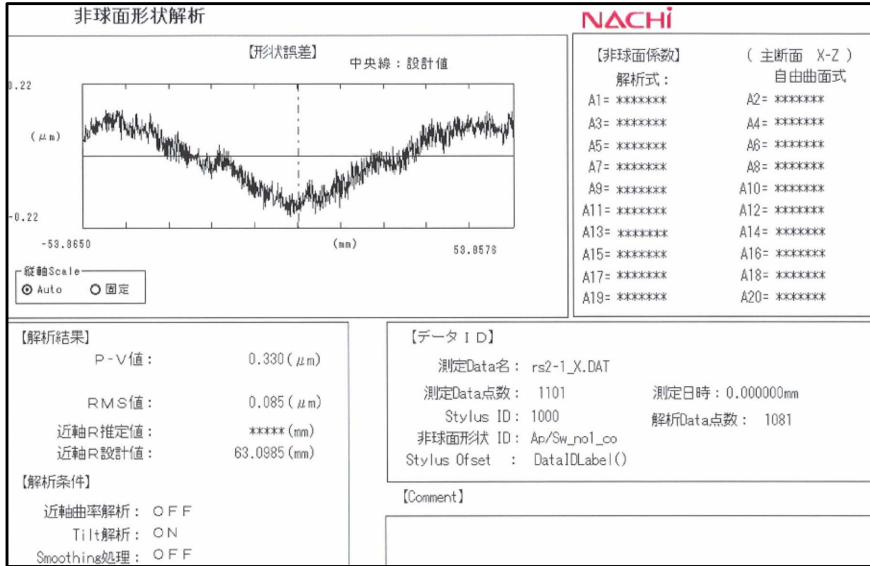 非球面形状解析
NACHi
【形状誤差】
中央線：設計値
0.22
(μm)
-0.22
-53.8650
(mm)
53.8576
縦軸Scale
Auto 固定
【非球面係数】 ( 主断面 X-Z )
解析式： 自由曲面式
A1= ******* A2= *******
A3= ******* A4= *******
A5= ******* A6= *******
A7= ******* A8= *******
A9= ******* A10= *******
A11= ******* A12= *******
A13= ******* A14= *******
A15= ******* A16= *******
A17= ******* A18= *******
A19= ******* A20= *******
【解析結果】
P-V値： 0.330(μm)
RMS値： 0.085(μm)
近軸R推定値： *****(mm)
近軸R設計値： 63.0985(mm)
【解析条件】
近軸曲率解析： OFF
Tilt解析： ON
Smoothing処理： OFF
【データID】
測定Data名： rs2-1_X.DAT
測定Data点数： 1101 測定日時：0.000000mm
Stylus ID： 1000 解析Data点数： 1081
非球面形状 ID： Ap/Sw_no1_co
Stylus Ofset ： DataIDLabel()
【Comment】